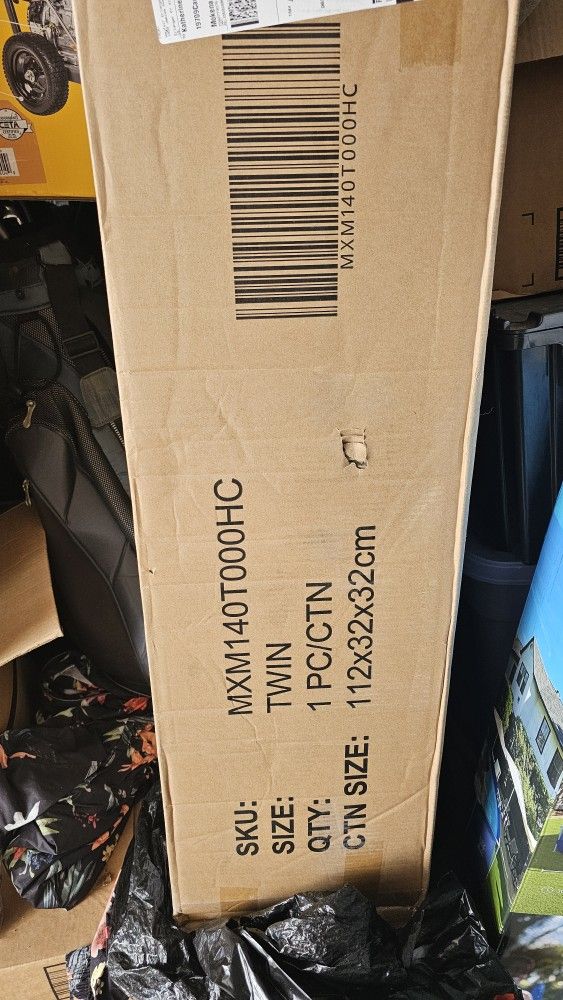 MXM140T000HC
SKU: MXM140T000HC
SIZE: TWIN
QTY: 1 PC/CTN
CTN SIZE: 112x32x32cm